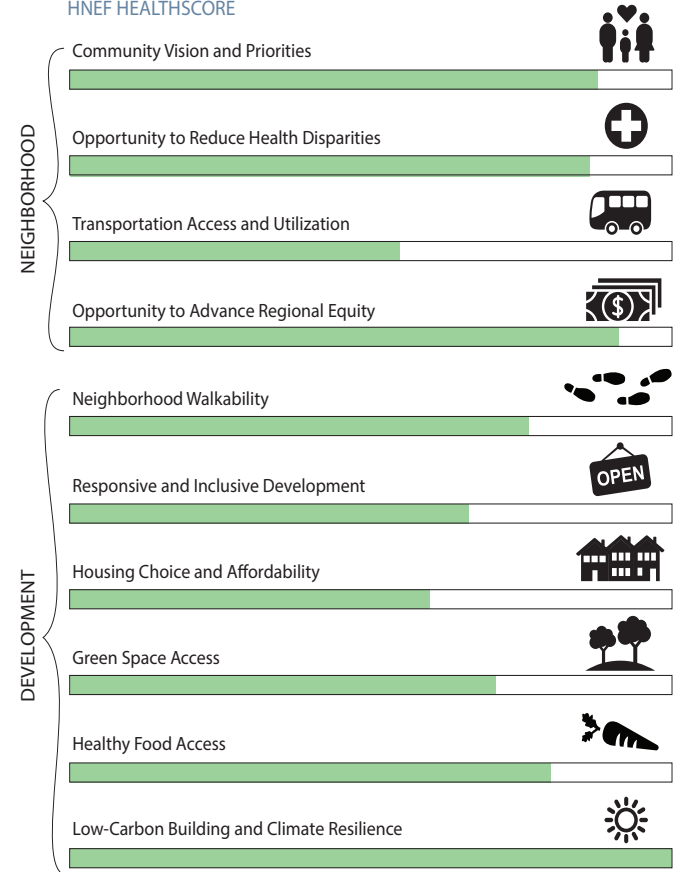 HNEF HEALTHSCORE
NEIGHBORHOOD
Community Vision and Priorities
Opportunity to Reduce Health Disparities
Transportation Access and Utilization
Opportunity to Advance Regional Equity
$
DEVELOPMENT
Neighborhood Walkability
Responsive and Inclusive Development
OPEN
Housing Choice and Affordability
Green Space Access
Healthy Food Access
Low-Carbon Building and Climate Resilience